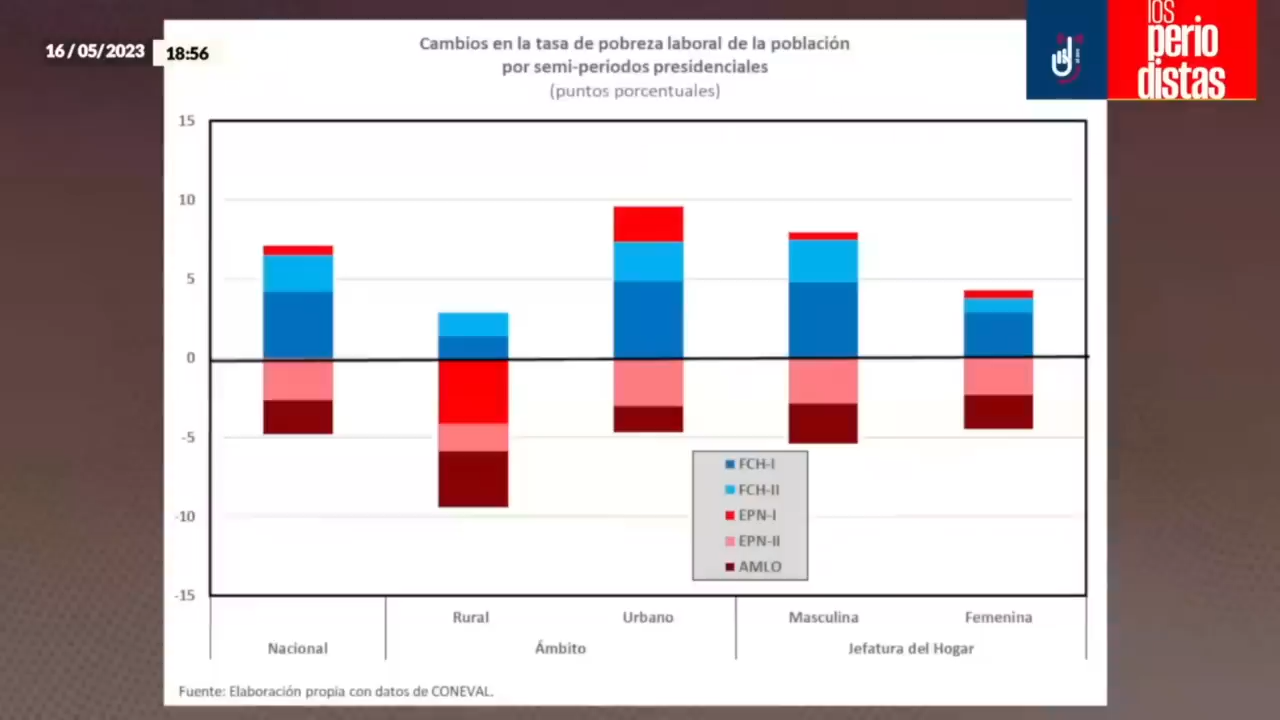 16/05/2023 18:56
los
perio
distas
Cambios en la tasa de pobreza laboral de la población
por semi-periodos presidenciales
(puntos porcentuales)
15
10
5
0
-5
-10
-15
FCH-I
FCH-II
EPN-I
EPN-II
AMLO
Rural Urbano Masculina Femenina
Nacional Ámbito Jefatura del Hogar
Fuente: Elaboración propia con datos de CONEVAL.